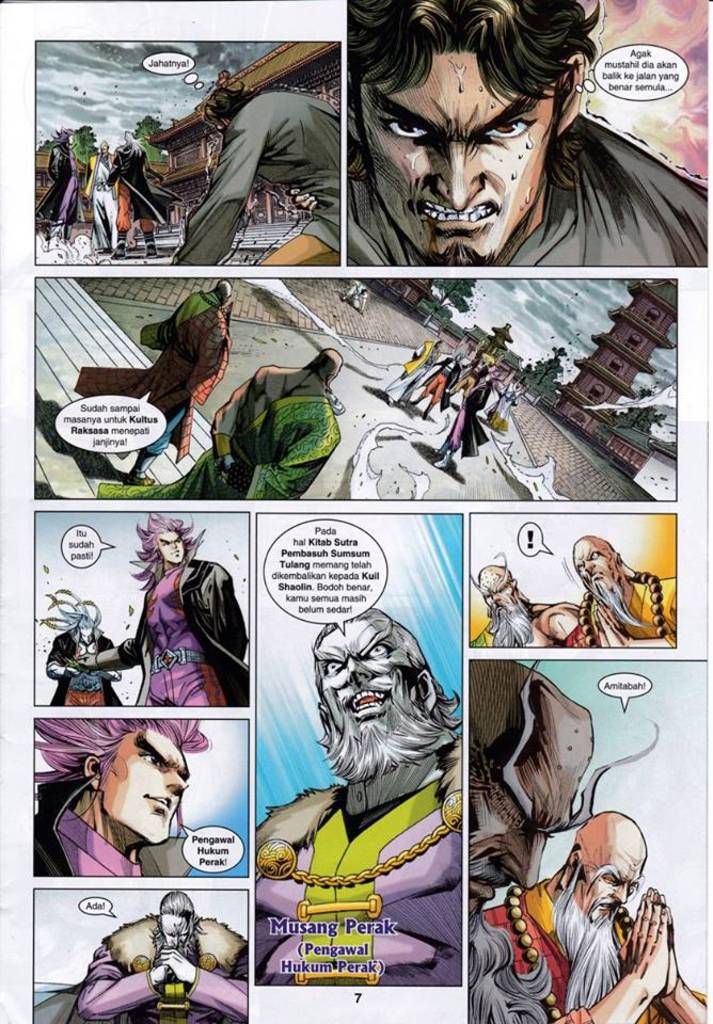 Jahatnya!
Agak
mustahil dia akan
balik ke jalan yang
benar semula...
Sudah sampai
masanya untuk Kultus
Raksasa menepati
janjinya!
Itu
sudah
pasti!
Pengawal
Hukum
Perak!
Ada!
Pada
hal Kitab Sutra
Pembasuh Sumsum
Tulang memang telah
dikembalikan kepada Kuil
Shaolin. Bodoh benar,
kamu semua masih
belum sedar!
Musang Perak
(Pengawal
Hukum Perak)
!
Amitabah!
7